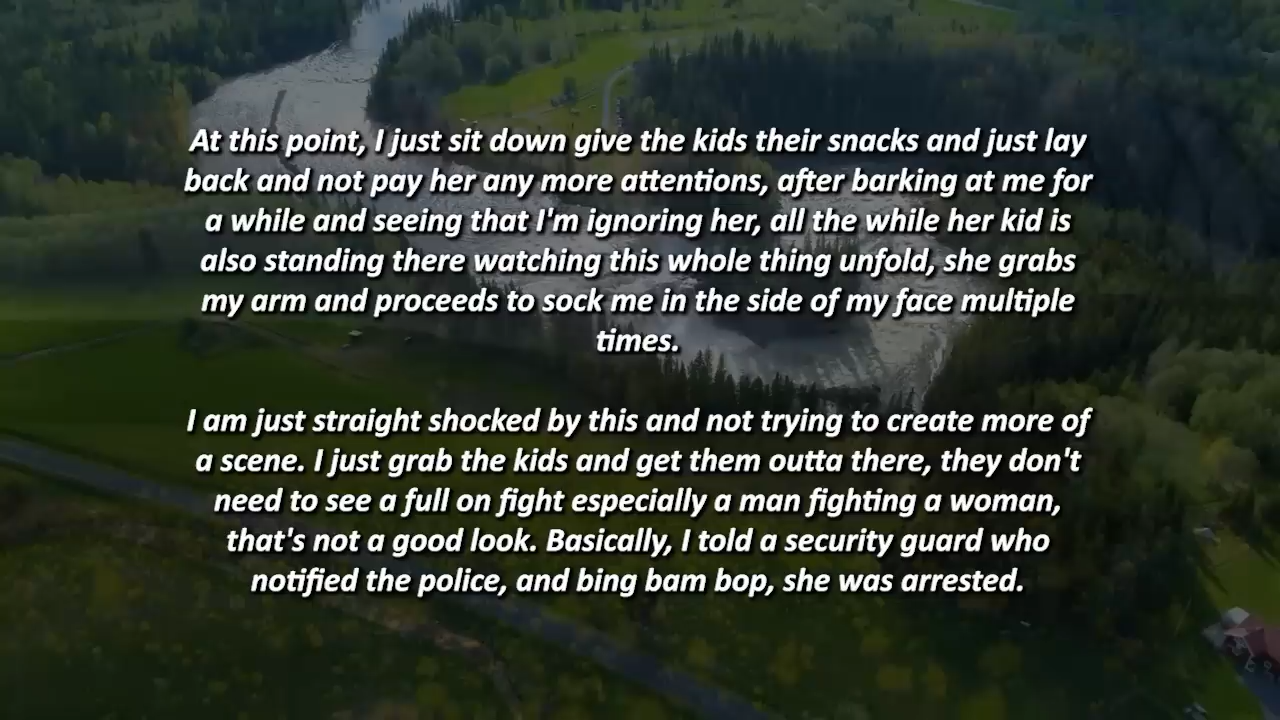 At this point, I just sit down give the kids their snacks and just lay
back and not pay her any more attentions, after barking at me for
a while and seeing that I'm ignoring her, all the while her kid is
also standing there watching this whole thing unfold, she grabs
my arm and proceeds to sock me in the side of my face multiple
times.
I am just straight shocked by this and not trying to create more of
a scene. I just grab the kids and get them outta there, they don't
need to see a full on fight especially a man fighting a woman,
that's not a good look. Basically, I told a security guard who
notified the police, and bing bam bop, she was arrested.